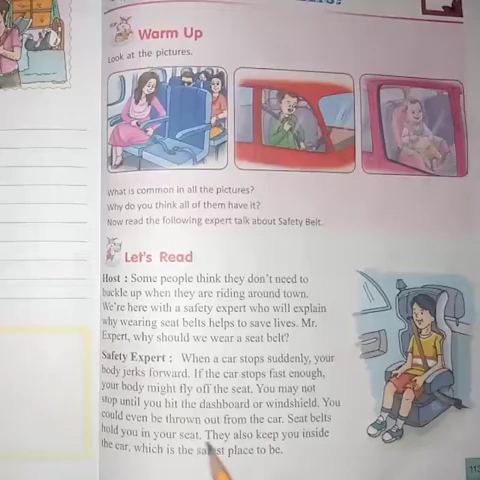 Warm Up
Look at the pictures.
What is common in all the pictures?
Why do you think all of them have it?
Now read the following expert talk about Safety Belt.
Let's Read
Host : Some people think they don't need to
buckle up when they are riding around town.
We're here with a safety expert who will explain
why wearing seat belts helps to save lives. Mr.
Expert, why should we wear a seat belt?
Safety Expert : When a car stops suddenly, your
body jerks forward. If the car stops fast enough,
your body might fly off the seat. You may not
stop until you hit the dashboard or windshield. You
could even be thrown out from the car. Seat belts
hold you in your seat. They also keep you inside
the car, which is the safest place to be.